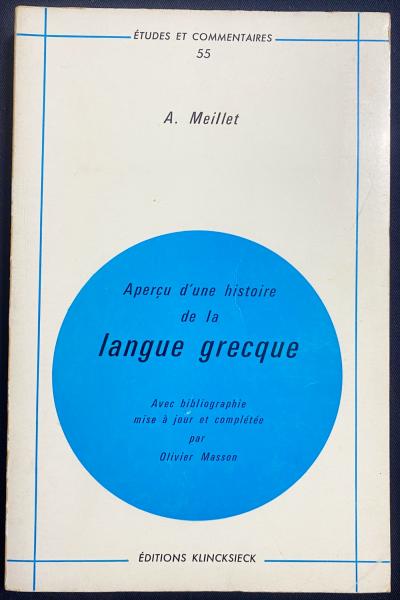 ÉTUDES ET COMMENTAIRES
55
A. Meillet
Aperçu d'une histoire
de la
langue grecque
Avec bibliographie
mise à jour et complétée
par
Olivier Masson
ÉDITIONS KLINCKSIECK